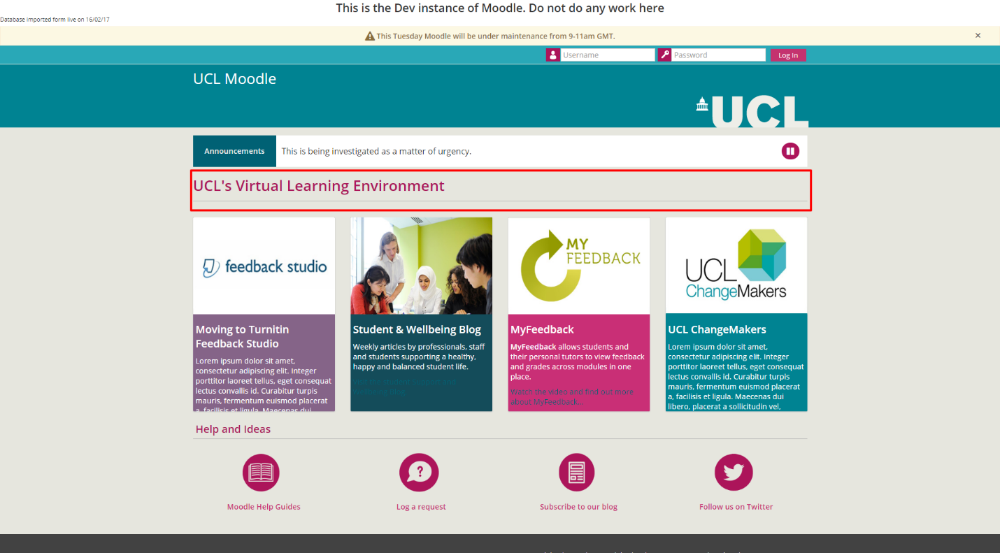 This is the Dev instance of Moodle. Do not do any work here
Database imported form live on 16/02/17
This Tuesday Moodle will be under maintenance from 9-11am GMT.
×
Username
Password
Log In
UCL Moodle
UCL
Announcements
This is being investigated as a matter of urgency.
UCL's Virtual Learning Environment
feedback studio
Moving to Turnitin
Feedback Studio
Lorem ipsum dolor sit amet,
consectetur adipiscing elit. Integer
porttitor laoreet tellus, eget consequat
lectus convallis id. Curabitur turpis
mauris, fermentum euismod placerat
a, facilisis et ligula. Maecenas dui
Student & Wellbeing Blog
Weekly articles by professionals, staff
and students supporting a healthy,
happy and balanced student life.
Visit the Student Support and
Wellbeing Blog
MY
FEEDBACK
MyFeedback
MyFeedback allows students and
their personal tutors to view feedback
and grades across modules in one
place.
Watch the video and find out more
about MyFeedback...
UCL
ChangeMakers
UCL ChangeMakers
Lorem ipsum dolor sit amet,
consectetur adipiscing elit. Integer
porttitor laoreet tellus, eget consequat
lectus convallis id. Curabitur turpis
mauris, fermentum euismod placerat
a, facilisis et ligula. Maecenas dui
libero, placerat a sollicitudin vel,
Help and Ideas
?
Moodle Help Guides
Log a request
Subscribe to our blog
Follow us on Twitter